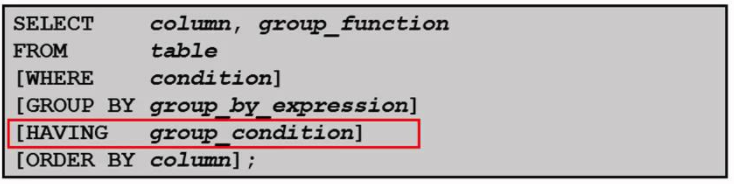 SELECT column, group_function
FROM table
[WHERE condition]
[GROUP BY group_by_expression]
[HAVING group_condition]
[ORDER BY column];